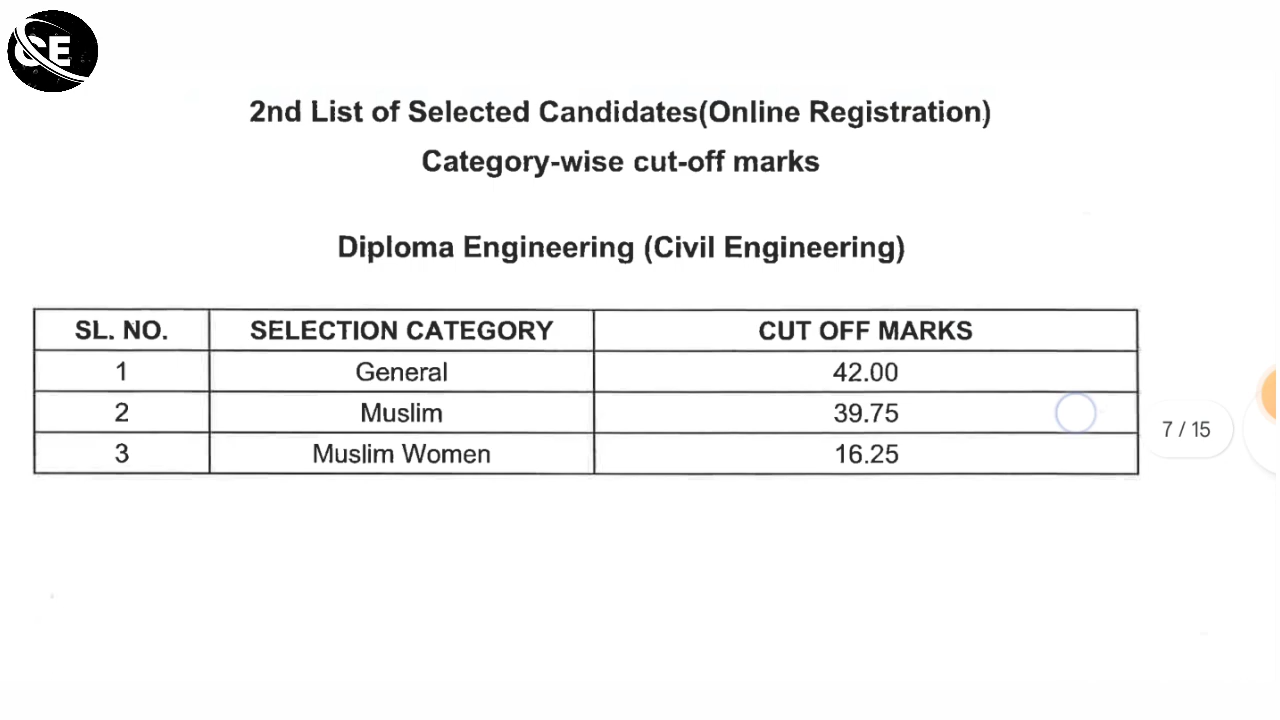 CE
2nd List of Selected Candidates(Online Registration)
Category-wise cut-off marks
Diploma Engineering (Civil Engineering)
SL. NO. SELECTION CATEGORY CUT OFF MARKS
1 General 42.00
2 Muslim 39.75
3 Muslim Women 16.25
7 / 15